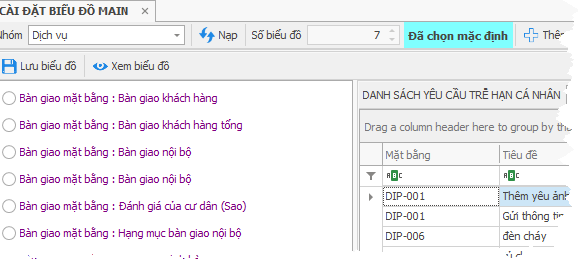 CÀI ĐẶT BIỂU ĐỒ MAIN
Nhóm Dịch vụ Nạp Số biểu đồ 7 Đã chọn mặc định
Lưu biểu đồ Xem biểu đồ
Bàn giao mặt bằng : Bàn giao khách hàng
Bàn giao mặt bằng : Bàn giao khách hàng tổng
Bàn giao mặt bằng : Bàn giao nội bộ
Bàn giao mặt bằng : Bàn giao nội bộ
Bàn giao mặt bằng : Đánh giá của cư dân (Sao)
Bàn giao mặt bằng : Hạng mục bàn giao nội bộ
DANH SÁCH YÊU CẦU TRỄ HẠN CÁ NHÂN
Drag a column header here to group by
Mặt bằng Tiêu đề
ABC ABC
DIP-001 Thêm yêu ảnh
DIP-001 Gửi thông tin
DIP-006 đèn cháy